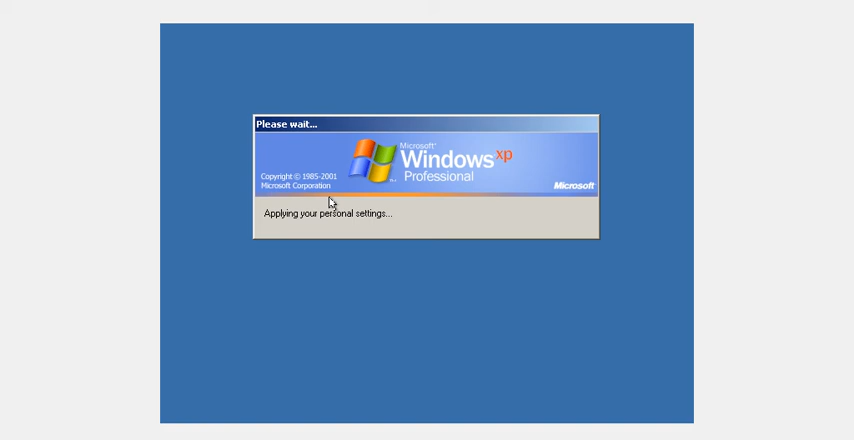 Please wait...
Microsoft®
Windows xp
Professional
Copyright © 1985-2001
Microsoft Corporation
Microsoft
Applying your personal settings...